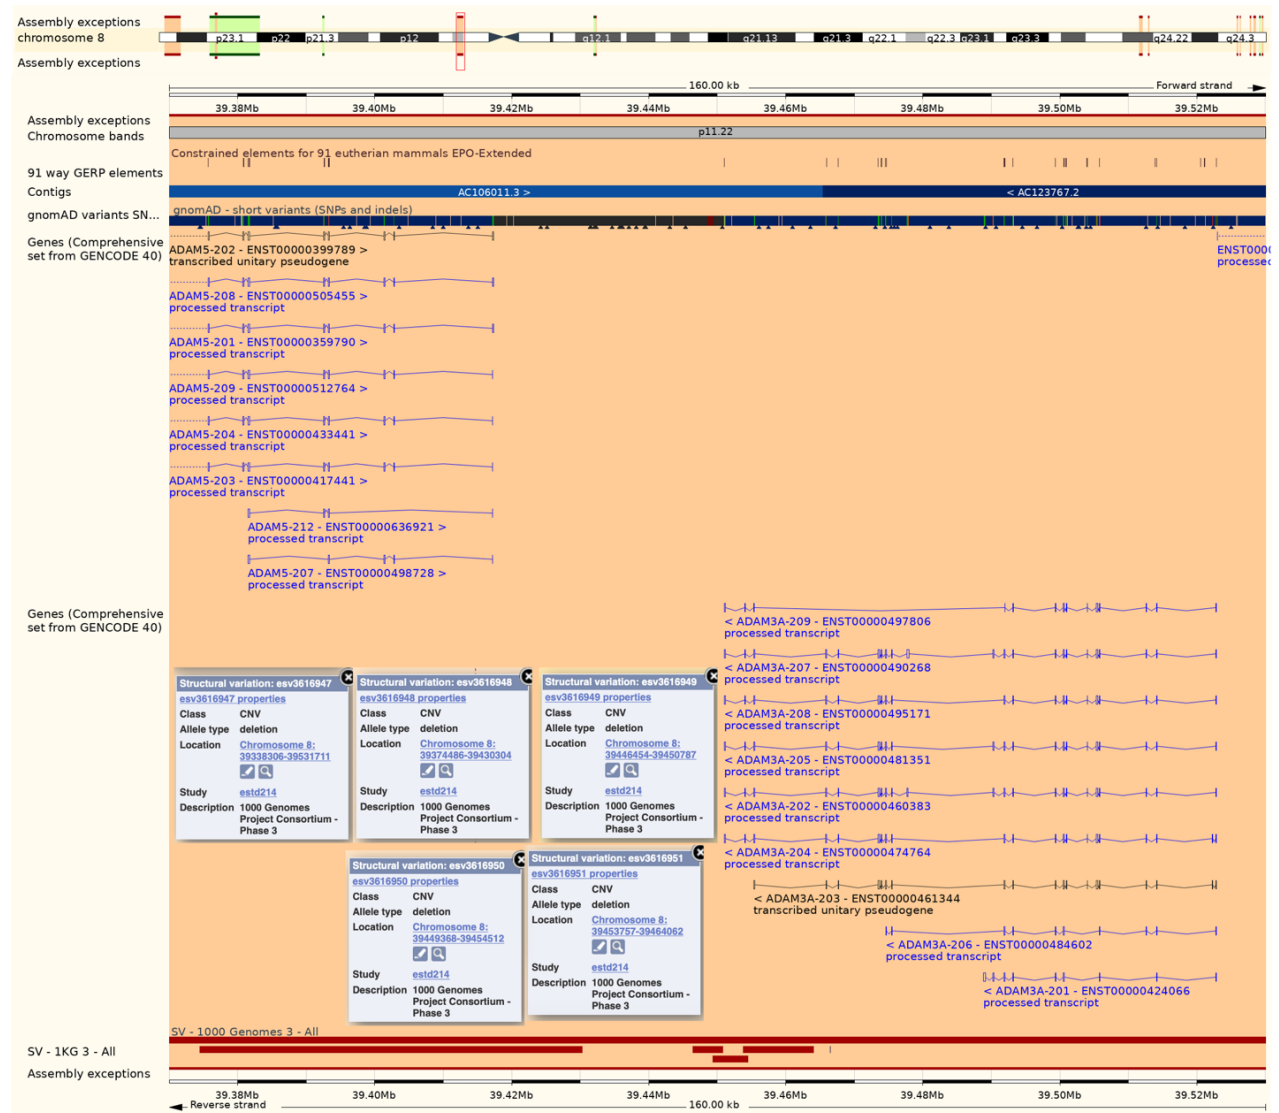 Assembly exceptions
chromosome 8
p23.1 p22 p21.3 p12 q12.1 q21.13 q21.3 q22.1 q22.3 q23.1 q23.3 q24.22 q24.3
Assembly exceptions
160.00 kb Forward strand
39.38Mb 39.40Mb 39.42Mb 39.44Mb 39.46Mb 39.48Mb 39.50Mb 39.52Mb
Assembly exceptions
Chromosome bands p11.22
Constrained elements for 91 eutherian mammals EPO-Extended
91 way GERP elements
Contigs AC106011.3 > < AC123767.2
gnomAD - short variants (SNPs and indels)
gnomAD variants SN...
Genes (Comprehensive
set from GENCODE 40)
ADAM5-202 - ENST00000399789 >
transcribed unitary pseudogene
ENST000
processed
ADAM5-208 - ENST00000505455 >
processed transcript
ADAM5-201 - ENST00000359790 >
processed transcript
ADAM5-209 - ENST00000512764 >
processed transcript
ADAM5-204 - ENST00000433441 >
processed transcript
ADAM5-203 - ENST00000417441 >
processed transcript
ADAM5-212 - ENST00000636921 >
processed transcript
ADAM5-207 - ENST00000498728 >
processed transcript
Genes (Comprehensive
set from GENCODE 40)
< ADAM3A-209 - ENST00000497806
processed transcript
< ADAM3A-207 - ENST00000490268
processed transcript
< ADAM3A-208 - ENST00000495171
processed transcript
< ADAM3A-205 - ENST00000481351
processed transcript
< ADAM3A-202 - ENST00000460383
processed transcript
< ADAM3A-204 - ENST00000474764
processed transcript
< ADAM3A-203 - ENST00000461344
transcribed unitary pseudogene
< ADAM3A-206 - ENST00000484602
processed transcript
< ADAM3A-201 - ENST00000424066
processed transcript
Structural variation: esv3616947
esv3616947 properties
Class CNV
Allele type deletion
Location Chromosome 8:
39338306-39531711
Study estd214
Description 1000 Genomes
Project Consortium -
Phase 3
Structural variation: esv3616948
esv3616948 properties
Class CNV
Allele type deletion
Location Chromosome 8:
39374486-39430304
Study estd214
Description 1000 Genomes
Project Consortium -
Phase 3
Structural variation: esv3616949
esv3616949 properties
Class CNV
Allele type deletion
Location Chromosome 8:
39446454-39450787
Study estd214
Description 1000 Genomes
Project Consortium -
Phase 3
Structural variation: esv3616950
esv3616950 properties
Class CNV
Allele type deletion
Location Chromosome 8:
39449368-39454512
Study estd214
Description 1000 Genomes
Project Consortium -
Phase 3
Structural variation: esv3616951
esv3616951 properties
Class CNV
Allele type deletion
Location Chromosome 8:
39453757-39464062
Study estd214
Description 1000 Genomes
Project Consortium -
Phase 3
SV - 1000 Genomes 3 - All
SV - 1KG 3 - All
Assembly exceptions
39.38Mb 39.40Mb 39.42Mb 39.44Mb 39.46Mb 39.48Mb 39.50Mb 39.52Mb
Reverse strand 160.00 kb